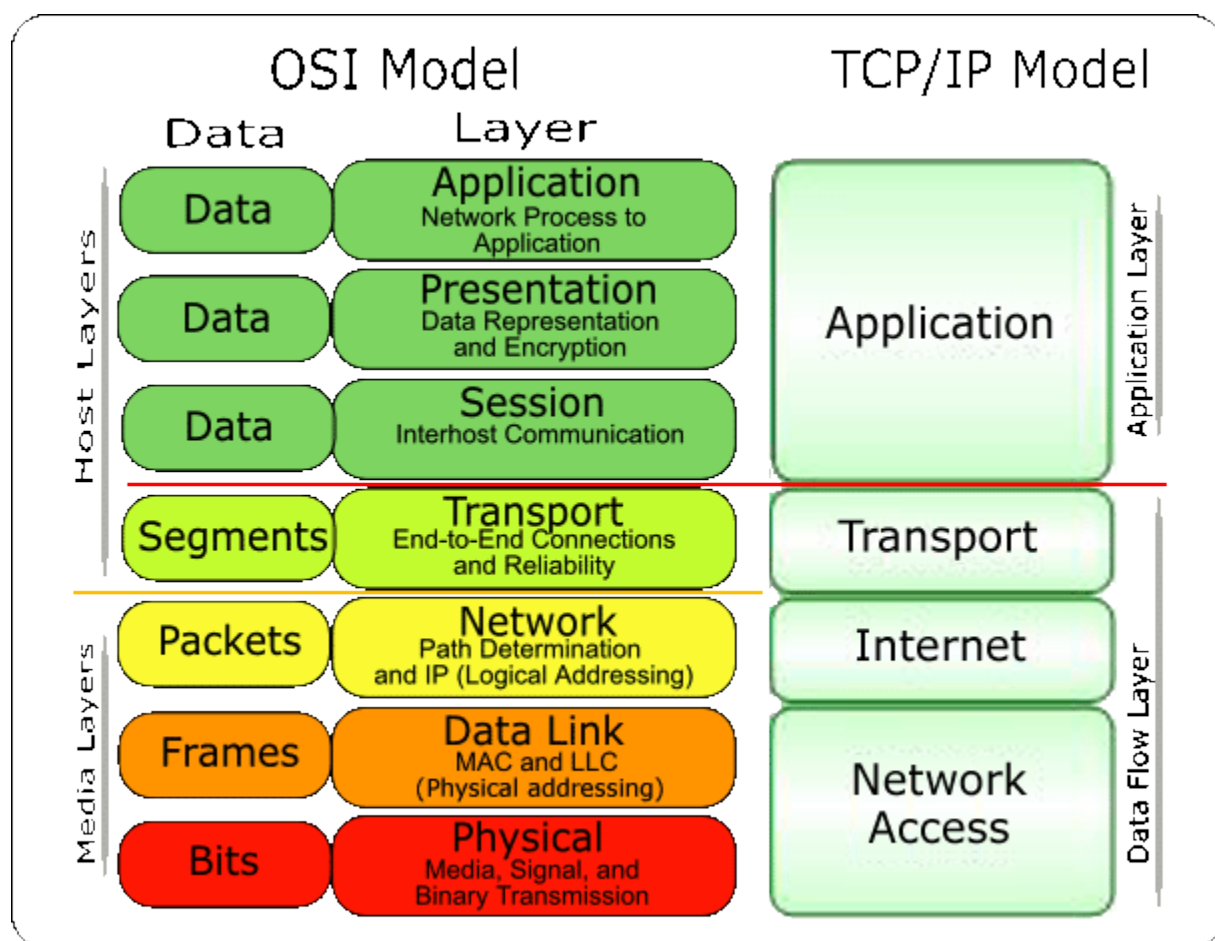 OSI Model
TCP/IP Model
Data
Layer
Host Layers
Data
Application
Network Process to
Application
Data
Presentation
Data Representation
and Encryption
Data
Session
Interhost Communication
Segments
Transport
End-to-End Connections
and Reliability
Media Layers
Packets
Network
Path Determination
and IP (Logical Addressing)
Frames
Data Link
MAC and LLC
(Physical addressing)
Bits
Physical
Media, Signal, and
Binary Transmission
Application
Application Layer
Transport
Internet
Network
Access
Data Flow Layer